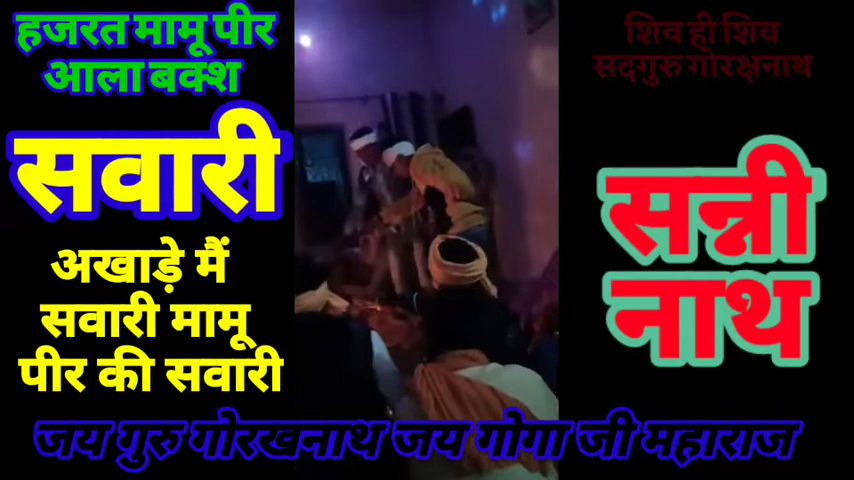 हजरत मामू पीर
आला बक्श
सवारी
अखाड़े मैं
सवारी मामू
पीर की सवारी
शिव ही शिव
सदगुरु गोरक्षनाथ
सन्नी
नाथ
जय गुरु गोरखनाथ जय गोगा जी महाराज